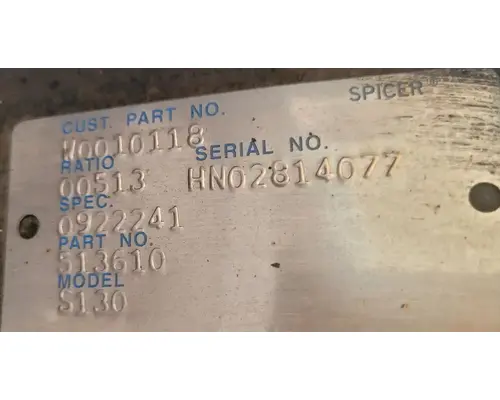 SPICER®
CUST. PART NO.
W0010118
RATIO SERIAL NO.
00513 HN02814077
SPEC.
0922241
PART NO.
513610
MODEL
S130